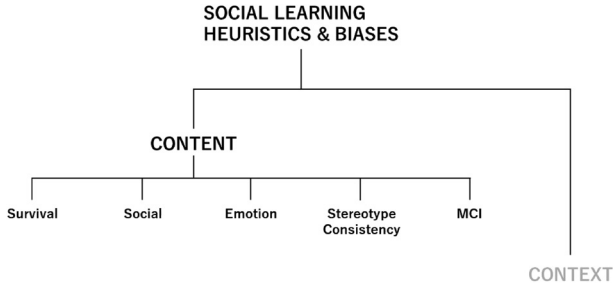 SOCIAL LEARNING
HEURISTICS & BIASES
CONTENT
Survival
Social
Emotion
Stereotype
Consistency
MCI
CONTEXT